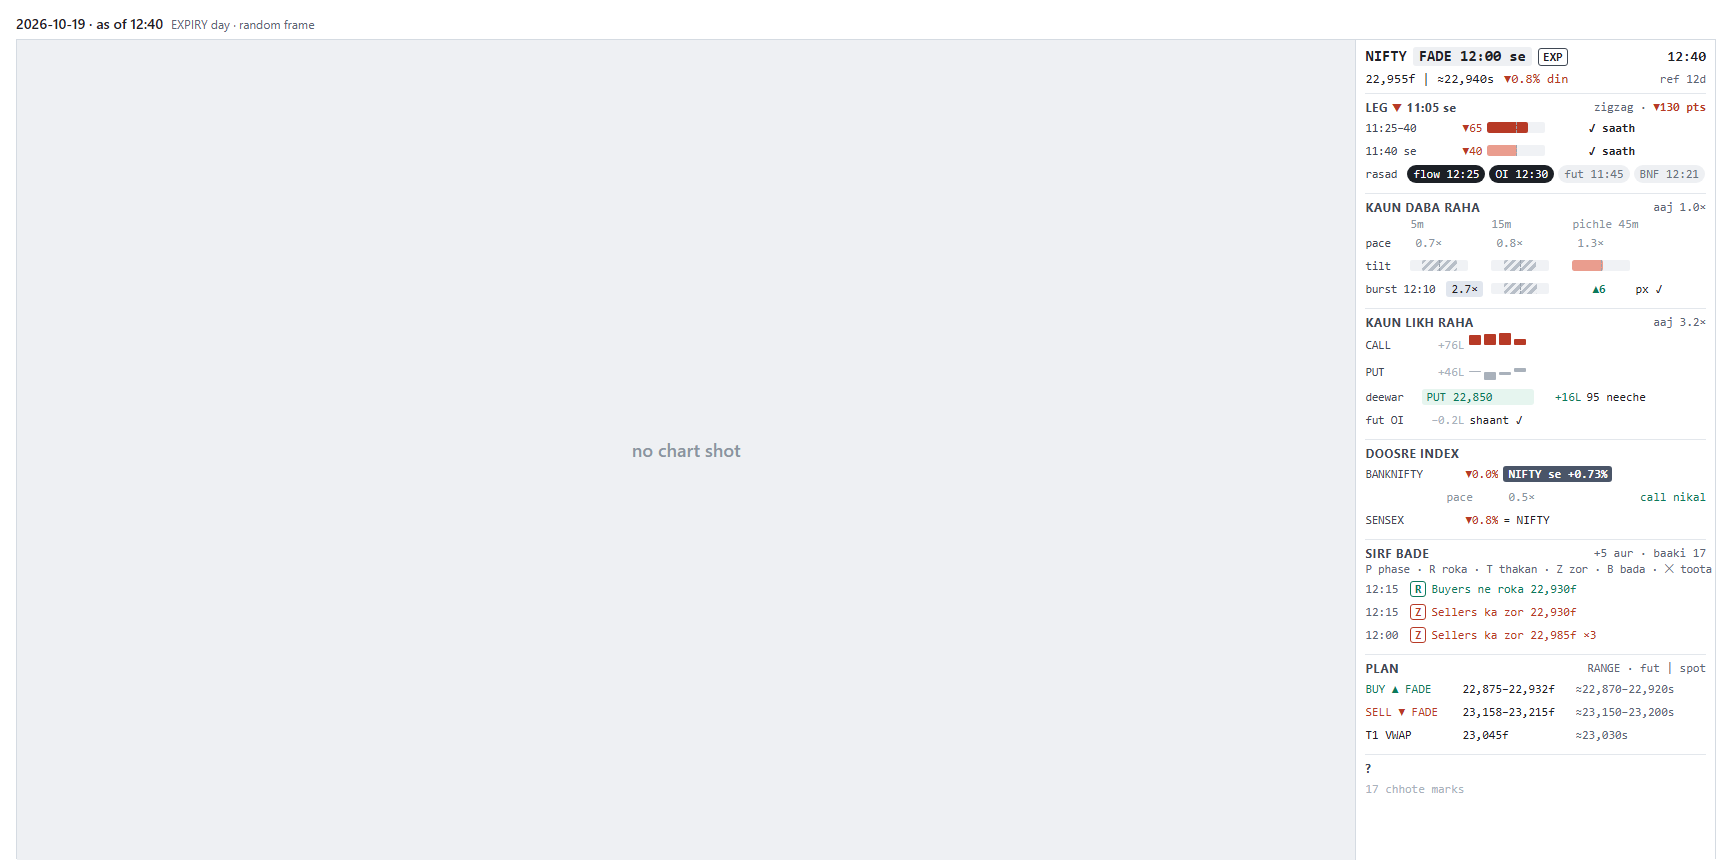 2026-10-19 · as of 12:40 EXPIRY day · random frame
no chart shot
NIFTY FADE 12:00 se EXP 12:40
22,955f | ≈22,940s ▼0.8% din ref 12d
LEG ▼ 11:05 se zigzag · ▼130 pts
11:25–40 ▼65 ✓ saath
11:40 se ▼40 ✓ saath
rasad flow 12:25 OI 12:30 fut 11:45 BNF 12:21
KAUN DABA RAHA aaj 1.0×
5m 15m pichle 45m
pace 0.7× 0.8× 1.3×
tilt
burst 12:10 2.7× ▲6 px ✓
KAUN LIKH RAHA aaj 3.2×
CALL +76L
PUT +46L
deewar PUT 22,850 +16L 95 neeche
fut OI −0.2L shaant ✓
DOOSRE INDEX
BANKNIFTY ▼0.0% NIFTY se +0.73%
pace 0.5× call nikal
SENSEX ▼0.8% = NIFTY
SIRF BADE +5 aur · baaki 17
P phase · R roka · T thakan · Z zor · B bada · ╳ toota
12:15 R Buyers ne roka 22,930f
12:15 Z Sellers ka zor 22,930f
12:00 Z Sellers ka zor 22,985f ×3
PLAN RANGE · fut | spot
BUY ▲ FADE 22,875–22,932f ≈22,870–22,920s
SELL ▼ FADE 23,158–23,215f ≈23,150–23,200s
T1 VWAP 23,045f ≈23,030s
?
17 chhote marks